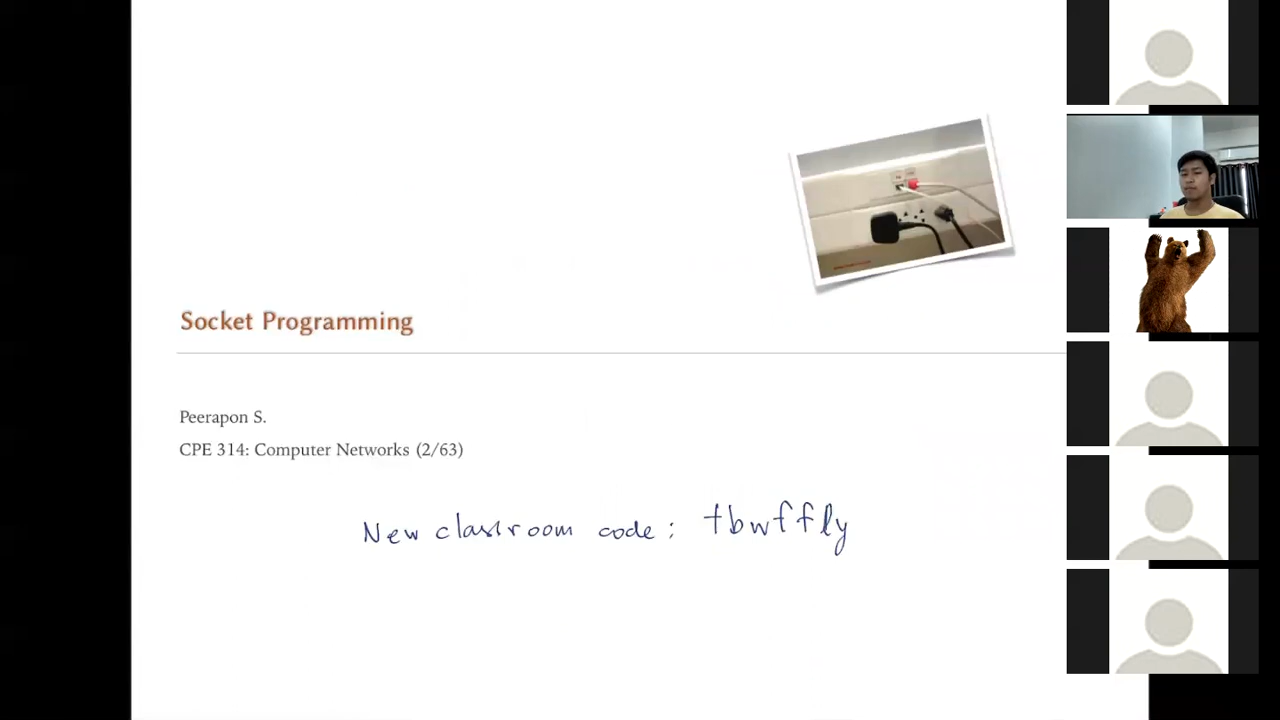 Socket Programming
Peerapon S.
CPE 314: Computer Networks (2/63)
New classroom code: tbwffly